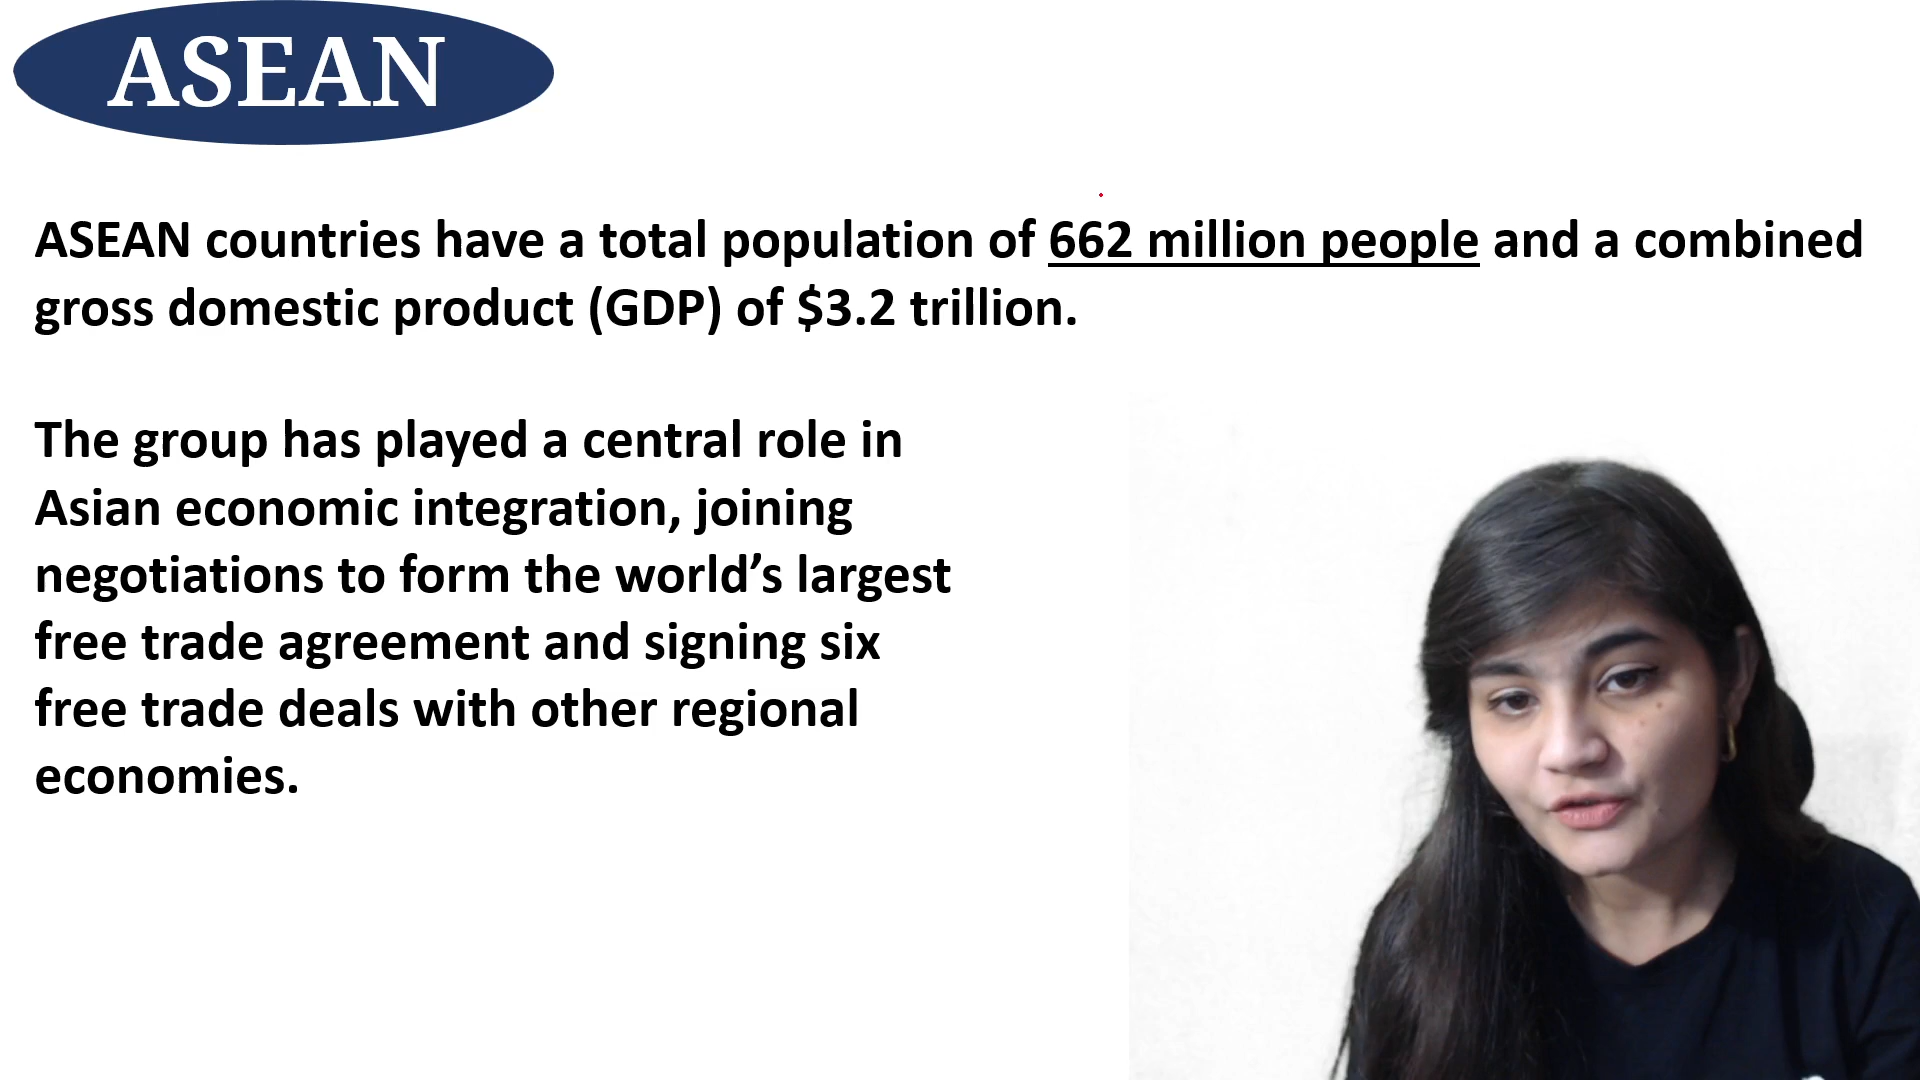 ASEAN
ASEAN countries have a total population of 662 million people and a combined
gross domestic product (GDP) of $3.2 trillion.
The group has played a central role in
Asian economic integration, joining
negotiations to form the world’s largest
free trade agreement and signing six
free trade deals with other regional
economies.